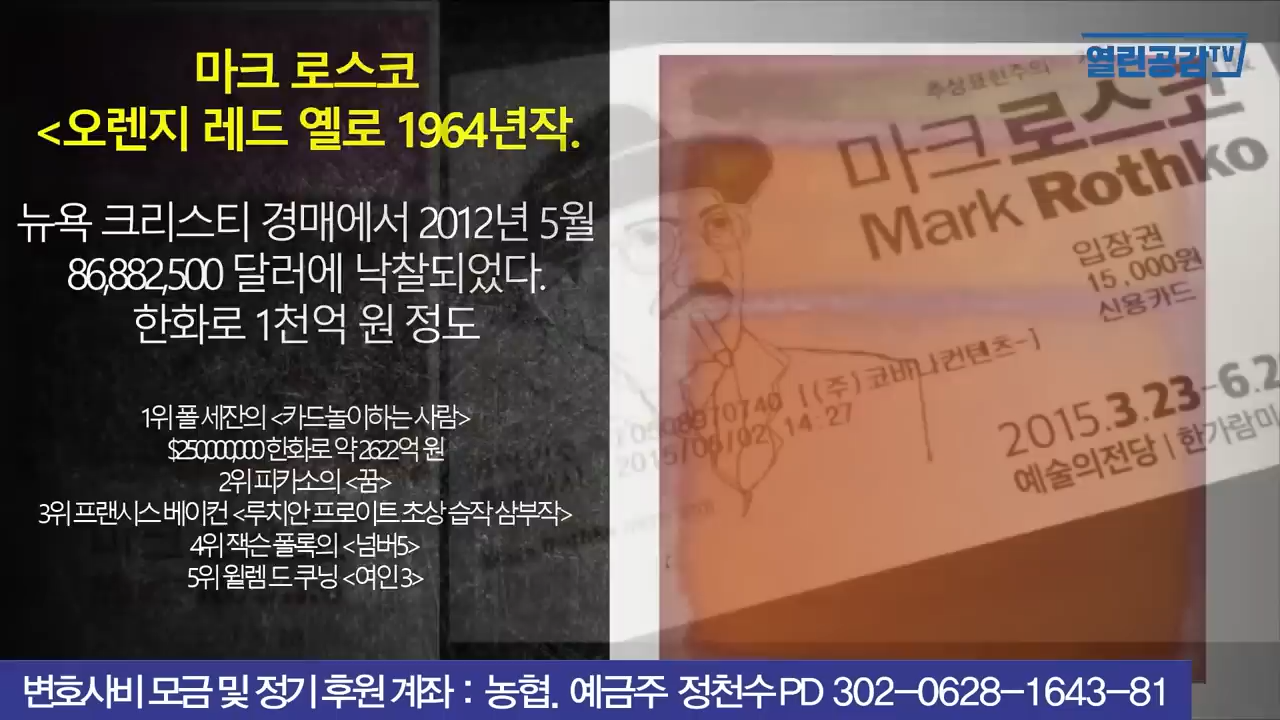 마크 로스코
<오렌지 레드 옐로 1964년작.
뉴욕 크리스티 경매에서 2012년 5월
86,882,500 달러에 낙찰되었다.
한화로 1천억 원 정도
1위 폴 세잔의 <카드놀이하는 사람>
$250,000,000 한화로 약 2622억 원
2위 피카소의 <꿈>
3위 프랜시스 베이컨 <루치안 프로이트 초상 습작 삼부작>
4위 잭슨 폴록의 <넘버5>
5위 윌렘 드 쿠닝 <여인3>
열린공감TV
추상표현주의
마크 로스코
Mark Rothko
입장권
15,000원
신용카드
[(주)코바나컨텐츠-]
14:27
2015.3.23-6.2
예술의전당 | 한가람미
변호사비 모금 및 정기 후원 계좌 : 농협. 예금주 정천수PD 302-0628-1643-81